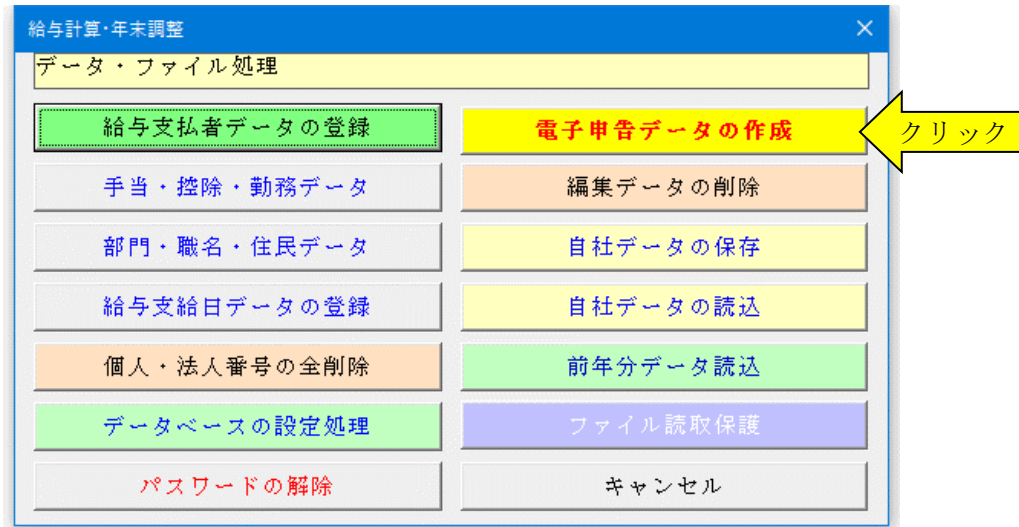 給与計算･年末調整
データ・ファイル処理
給与支払者データの登録
電子申告データの作成
クリック
手当・控除・勤務データ
編集データの削除
部門・職名・住民データ
自社データの保存
給与支給日データの登録
自社データの読込
個人・法人番号の全削除
前年分データ読込
データベースの設定処理
ファイル読取保護
パスワードの解除
キャンセル